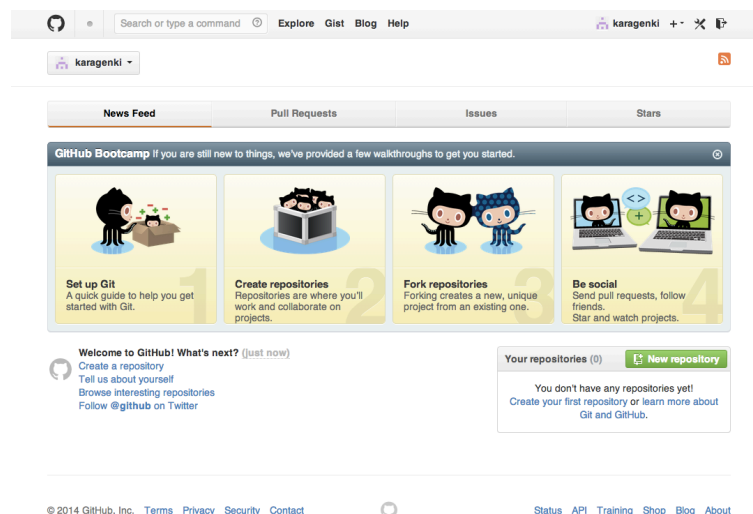 Search or type a command
Explore Gist Blog Help
karagenki
karagenki
News Feed
Pull Requests
Issues
Stars
GitHub Bootcamp If you are still new to things, we've provided a few walkthroughs to get you started.
1
Set up Git
A quick guide to help you get
started with Git.
2
Create repositories
Repositories are where you'll
work and collaborate on
projects.
3
Fork repositories
Forking creates a new, unique
project from an existing one.
<> +
4
Be social
Send pull requests, follow
friends.
Star and watch projects.
Welcome to GitHub! What's next? (just now)
Create a repository
Tell us about yourself
Browse interesting repositories
Follow @github on Twitter
Your repositories (0)
New repository
You don't have any repositories yet!
Create your first repository or learn more about
Git and GitHub.
© 2014 GitHub, Inc. Terms Privacy Security Contact
Status API Training Shop Blog About